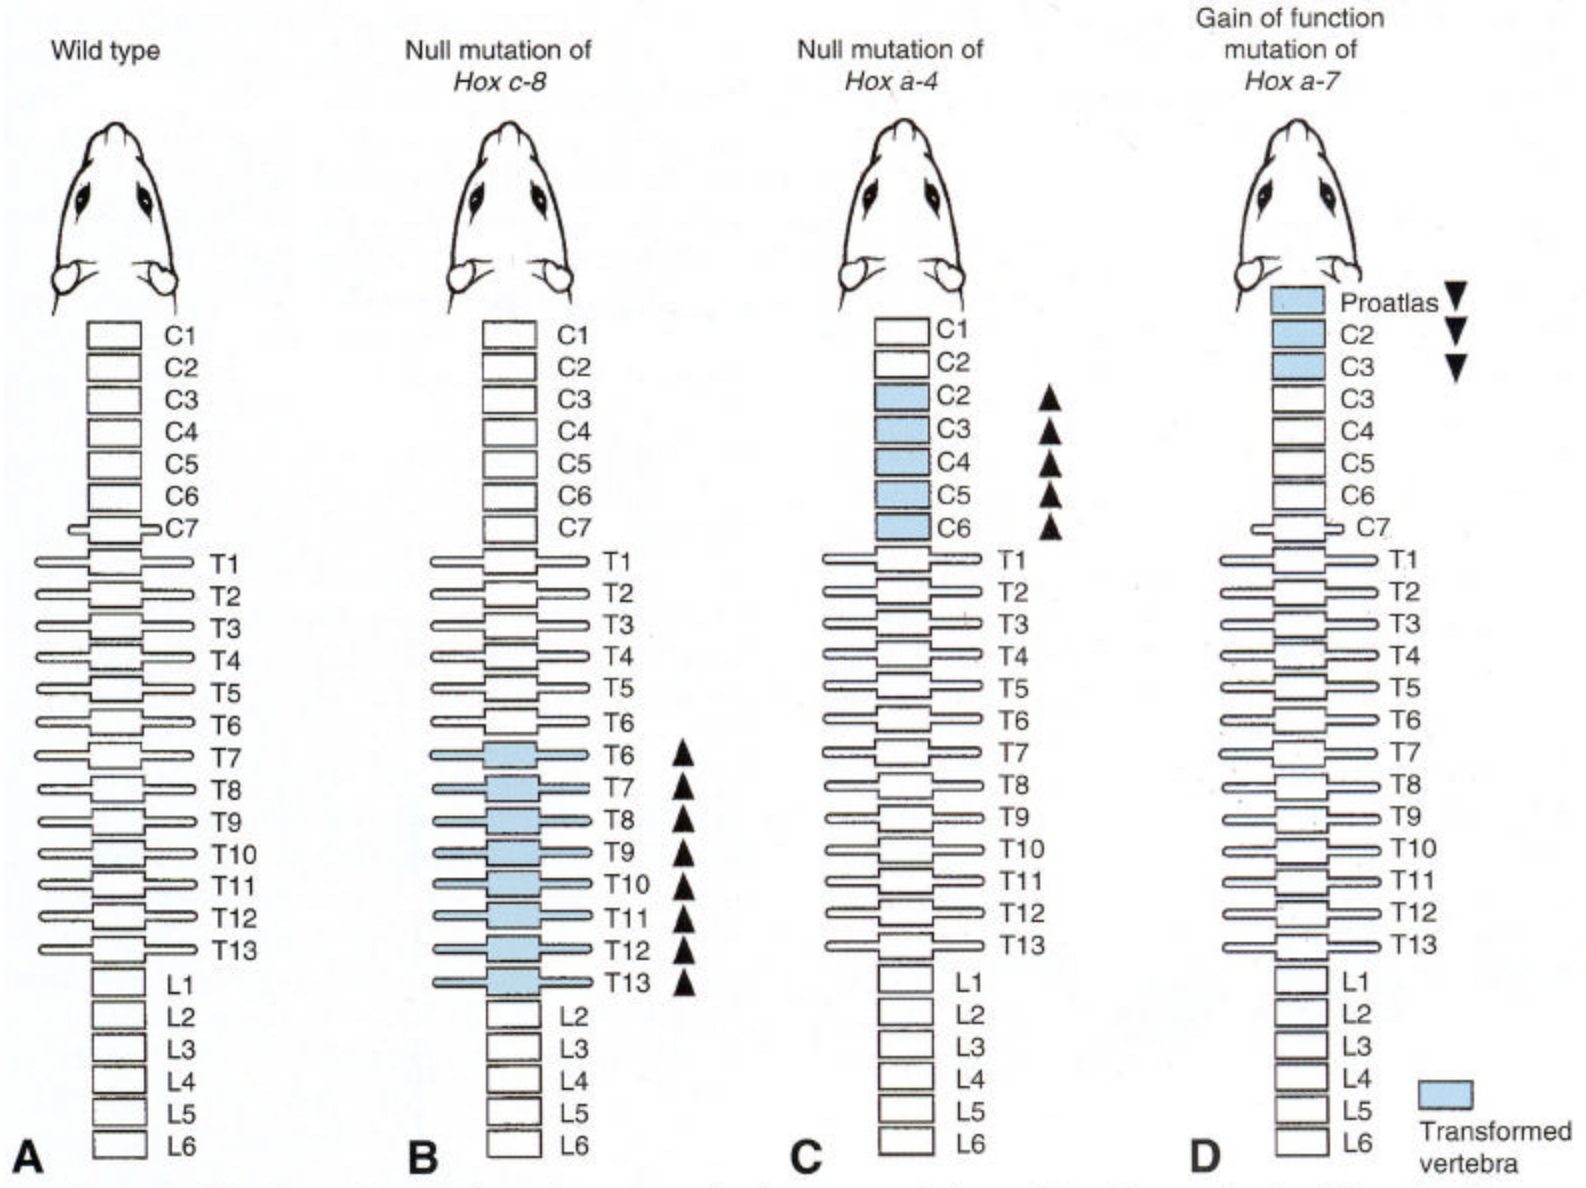 Wild type
Null mutation of
Hox c-8
Null mutation of
Hox a-4
Gain of function
mutation of
Hox a-7
C1
C2
C3
C4
C5
C6
C7
T1
T2
T3
T4
T5
T6
T7
T8
T9
T10
T11
T12
T13
L1
L2
L3
L4
L5
L6
A
C1
C2
C3
C4
C5
C6
C7
T1
T2
T3
T4
T5
T6
T6
T7
T8
T9
T10
T11
T12
T13
L2
L3
L4
L5
L6
B
C1
C2
C2
C3
C4
C5
C6
T1
T2
T3
T4
T5
T6
T7
T8
T9
T10
T11
T12
T13
L1
L2
L3
L4
L5
L6
C
Proatlas
C2
C3
C3
C4
C5
C6
C7
T1
T2
T3
T4
T5
T6
T7
T8
T9
T10
T11
T12
T13
L1
L2
L3
L4
L5
L6
D
Transformed
vertebra